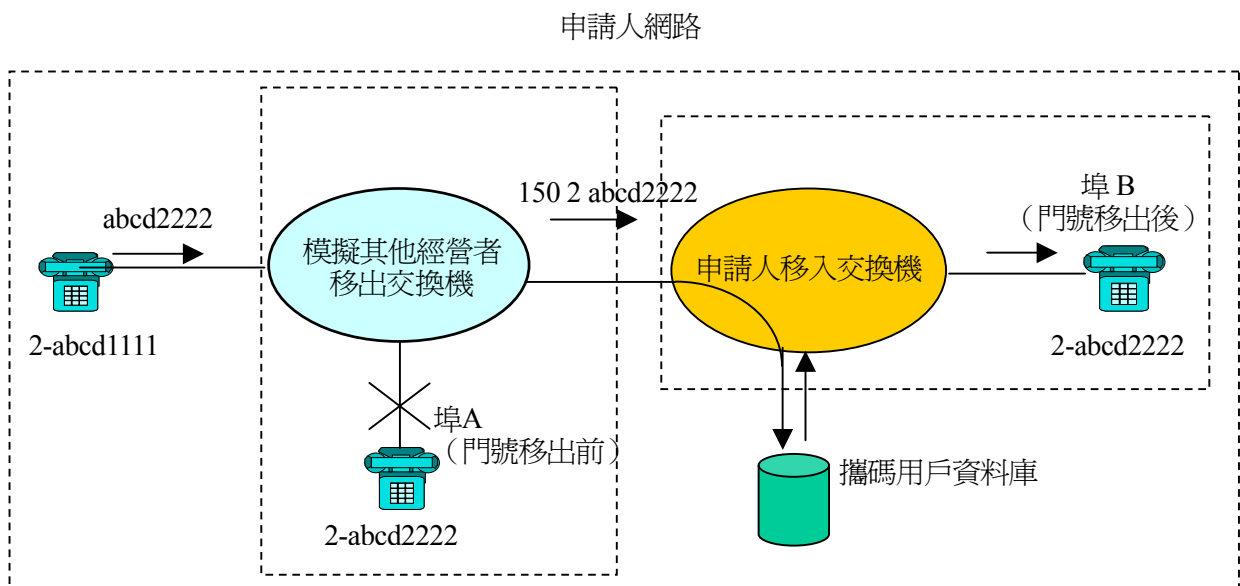 申請人網路
abcd2222
2-abcd1111
模擬其他經營者
移出交換機
150 2 abcd2222
申請人移入交換機
埠 B
（門號移出後）
2-abcd2222
埠A
（門號移出前）
2-abcd2222
攜碼用戶資料庫